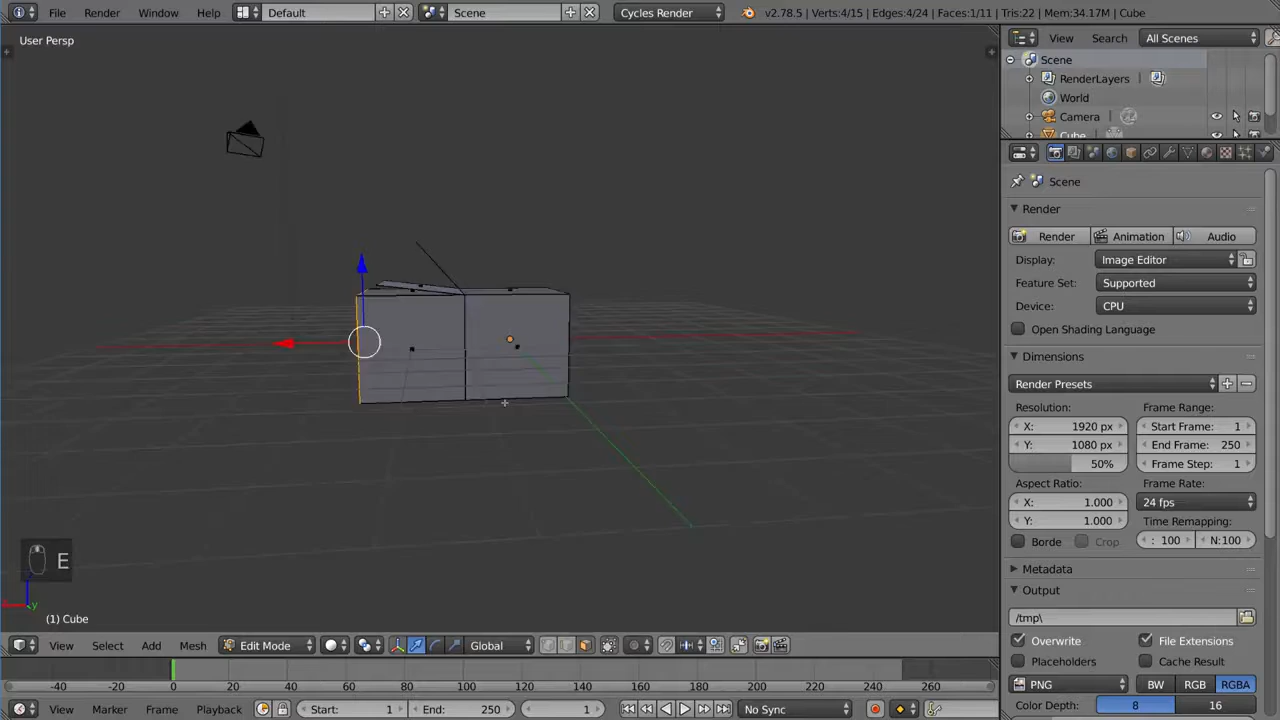 File Render Window Help Default Scene Cycles Render v2.78.5 | Verts:4/15 | Edges:4/24 | Faces:1/11 | Tris:22 | Mem:34.17M | Cube
User Persp
View Search All Scenes
Scene
RenderLayers
World
Camera
Cube
Scene
Render
Render Animation Audio
Display: Image Editor
Feature Set: Supported
Device: CPU
Open Shading Language
Dimensions
Render Presets
Resolution: Frame Range:
X: 1920 px Start Frame: 1
Y: 1080 px End Frame: 250
50% Frame Step: 1
Aspect Ratio: Frame Rate:
X: 1.000 24 fps
Y: 1.000 Time Remapping:
Borde Crop : 100 N:100
Metadata
Output
/tmp\
Overwrite File Extensions
Placeholders Cache Result
PNG BW RGB RGBA
Color Depth: 8 16
E
y
(1) Cube
View Select Add Mesh Edit Mode Global
-40 -20 0 20 40 60 80 100 120 140 160 180 200 220 240 260
View Marker Frame Playback Start: 1 End: 250 1 No Sync